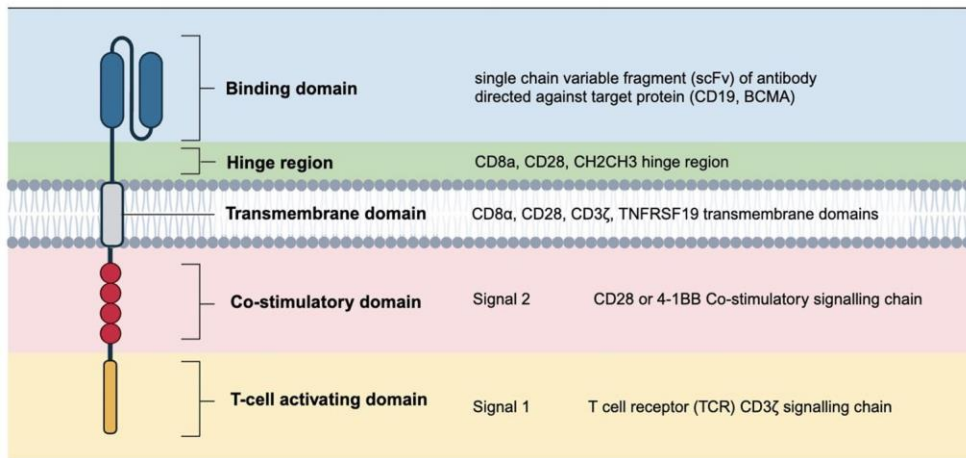 Binding domain
single chain variable fragment (scFv) of antibody
directed against target protein (CD19, BCMA)
Hinge region
CD8a, CD28, CH2CH3 hinge region
Transmembrane domain
CD8α, CD28, CD3ζ, TNFRSF19 transmembrane domains
Co-stimulatory domain
Signal 2
CD28 or 4-1BB Co-stimulatory signalling chain
T-cell activating domain
Signal 1
T cell receptor (TCR) CD3ζ signalling chain